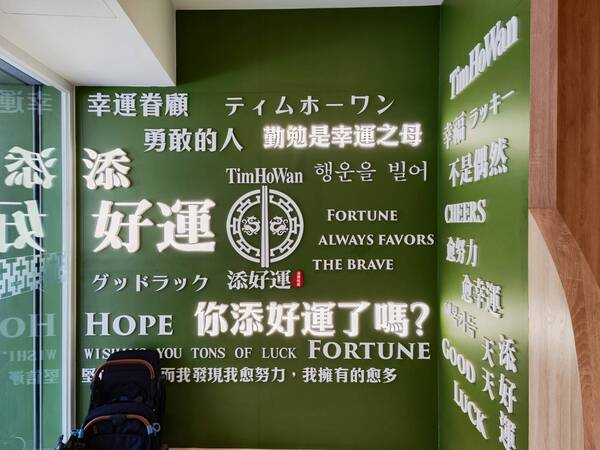 幸運眷顧
ティムホーワン
勇敢的人
勤勉是幸運之母
添
好運
TimHoWan
행운을 빌어
FORTUNE
ALWAYS FAVORS
THE BRAVE
グッドラック
添好運
HOPE
你添好運了嗎?
WISHING YOU TONS OF LUCK
FORTUNE
而我發現我愈努力，我擁有的愈多
TimHoWan
幸福
ラッキー
不是偶然
CHEERS
愈努力
愈幸運
GOOD
LUCK
天天
添好運